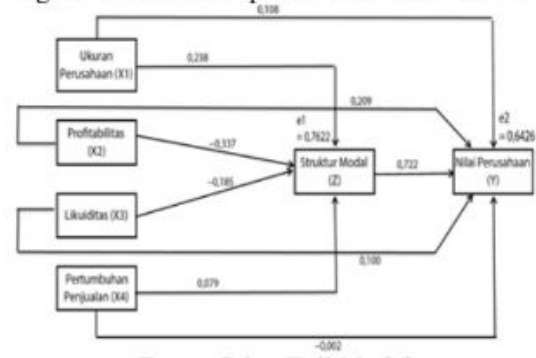 0,108
Ukuran
Perusahaan (X1)
0,238
0,209
e1
= 0,7622
e2
= 0,6426
Profitabilitas
(X2)
-0,337
Struktur Modal
(Z)
0,722
Nilai Perusahaan
(Y)
-0,185
Likuiditas (X3)
0,100
Pertumbuhan
Penjualan (X4)
0,079
-0,002